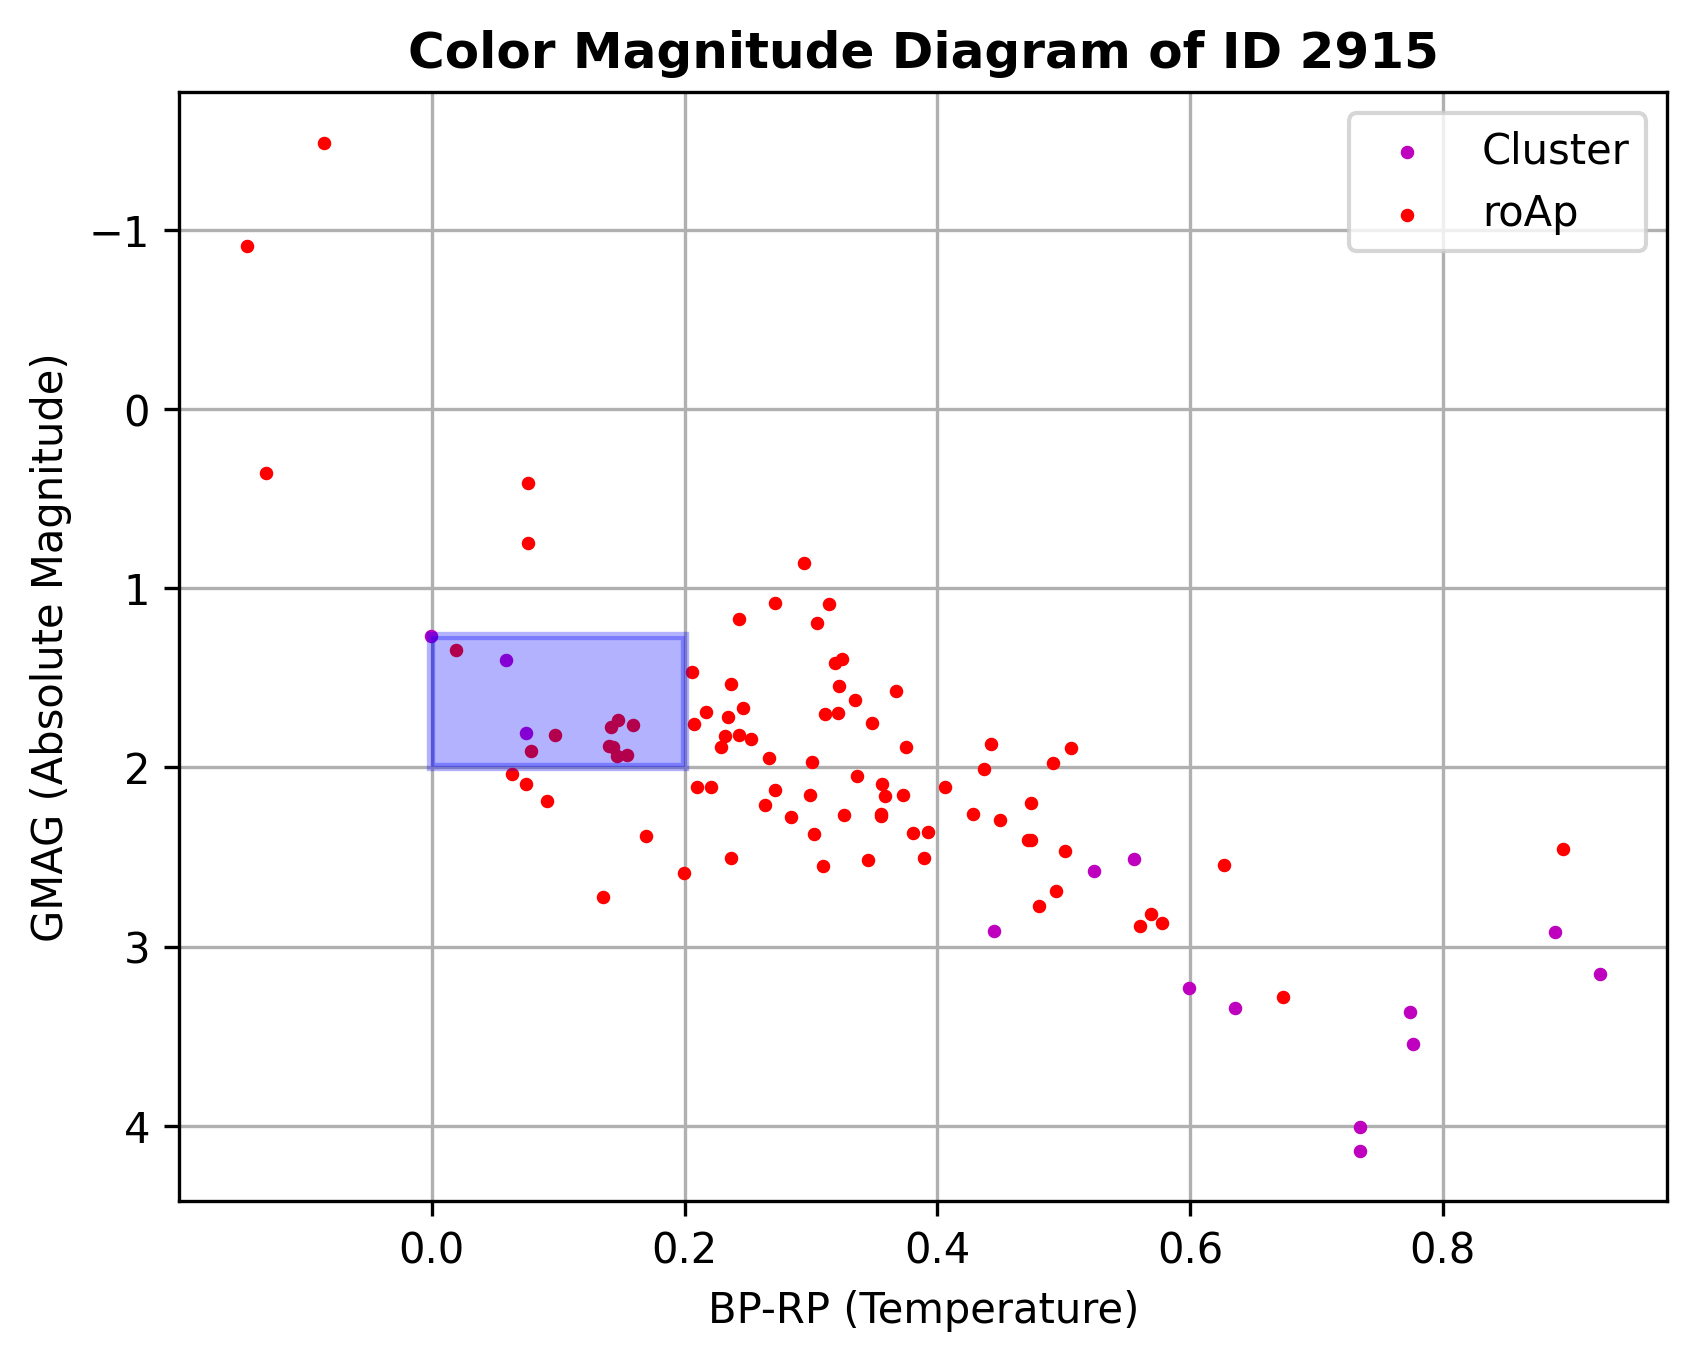 Color Magnitude Diagram of ID 2915
Cluster
roAp
−1
0
1
2
3
4
GMAG (Absolute Magnitude)
0.0 0.2 0.4 0.6 0.8
BP-RP (Temperature)